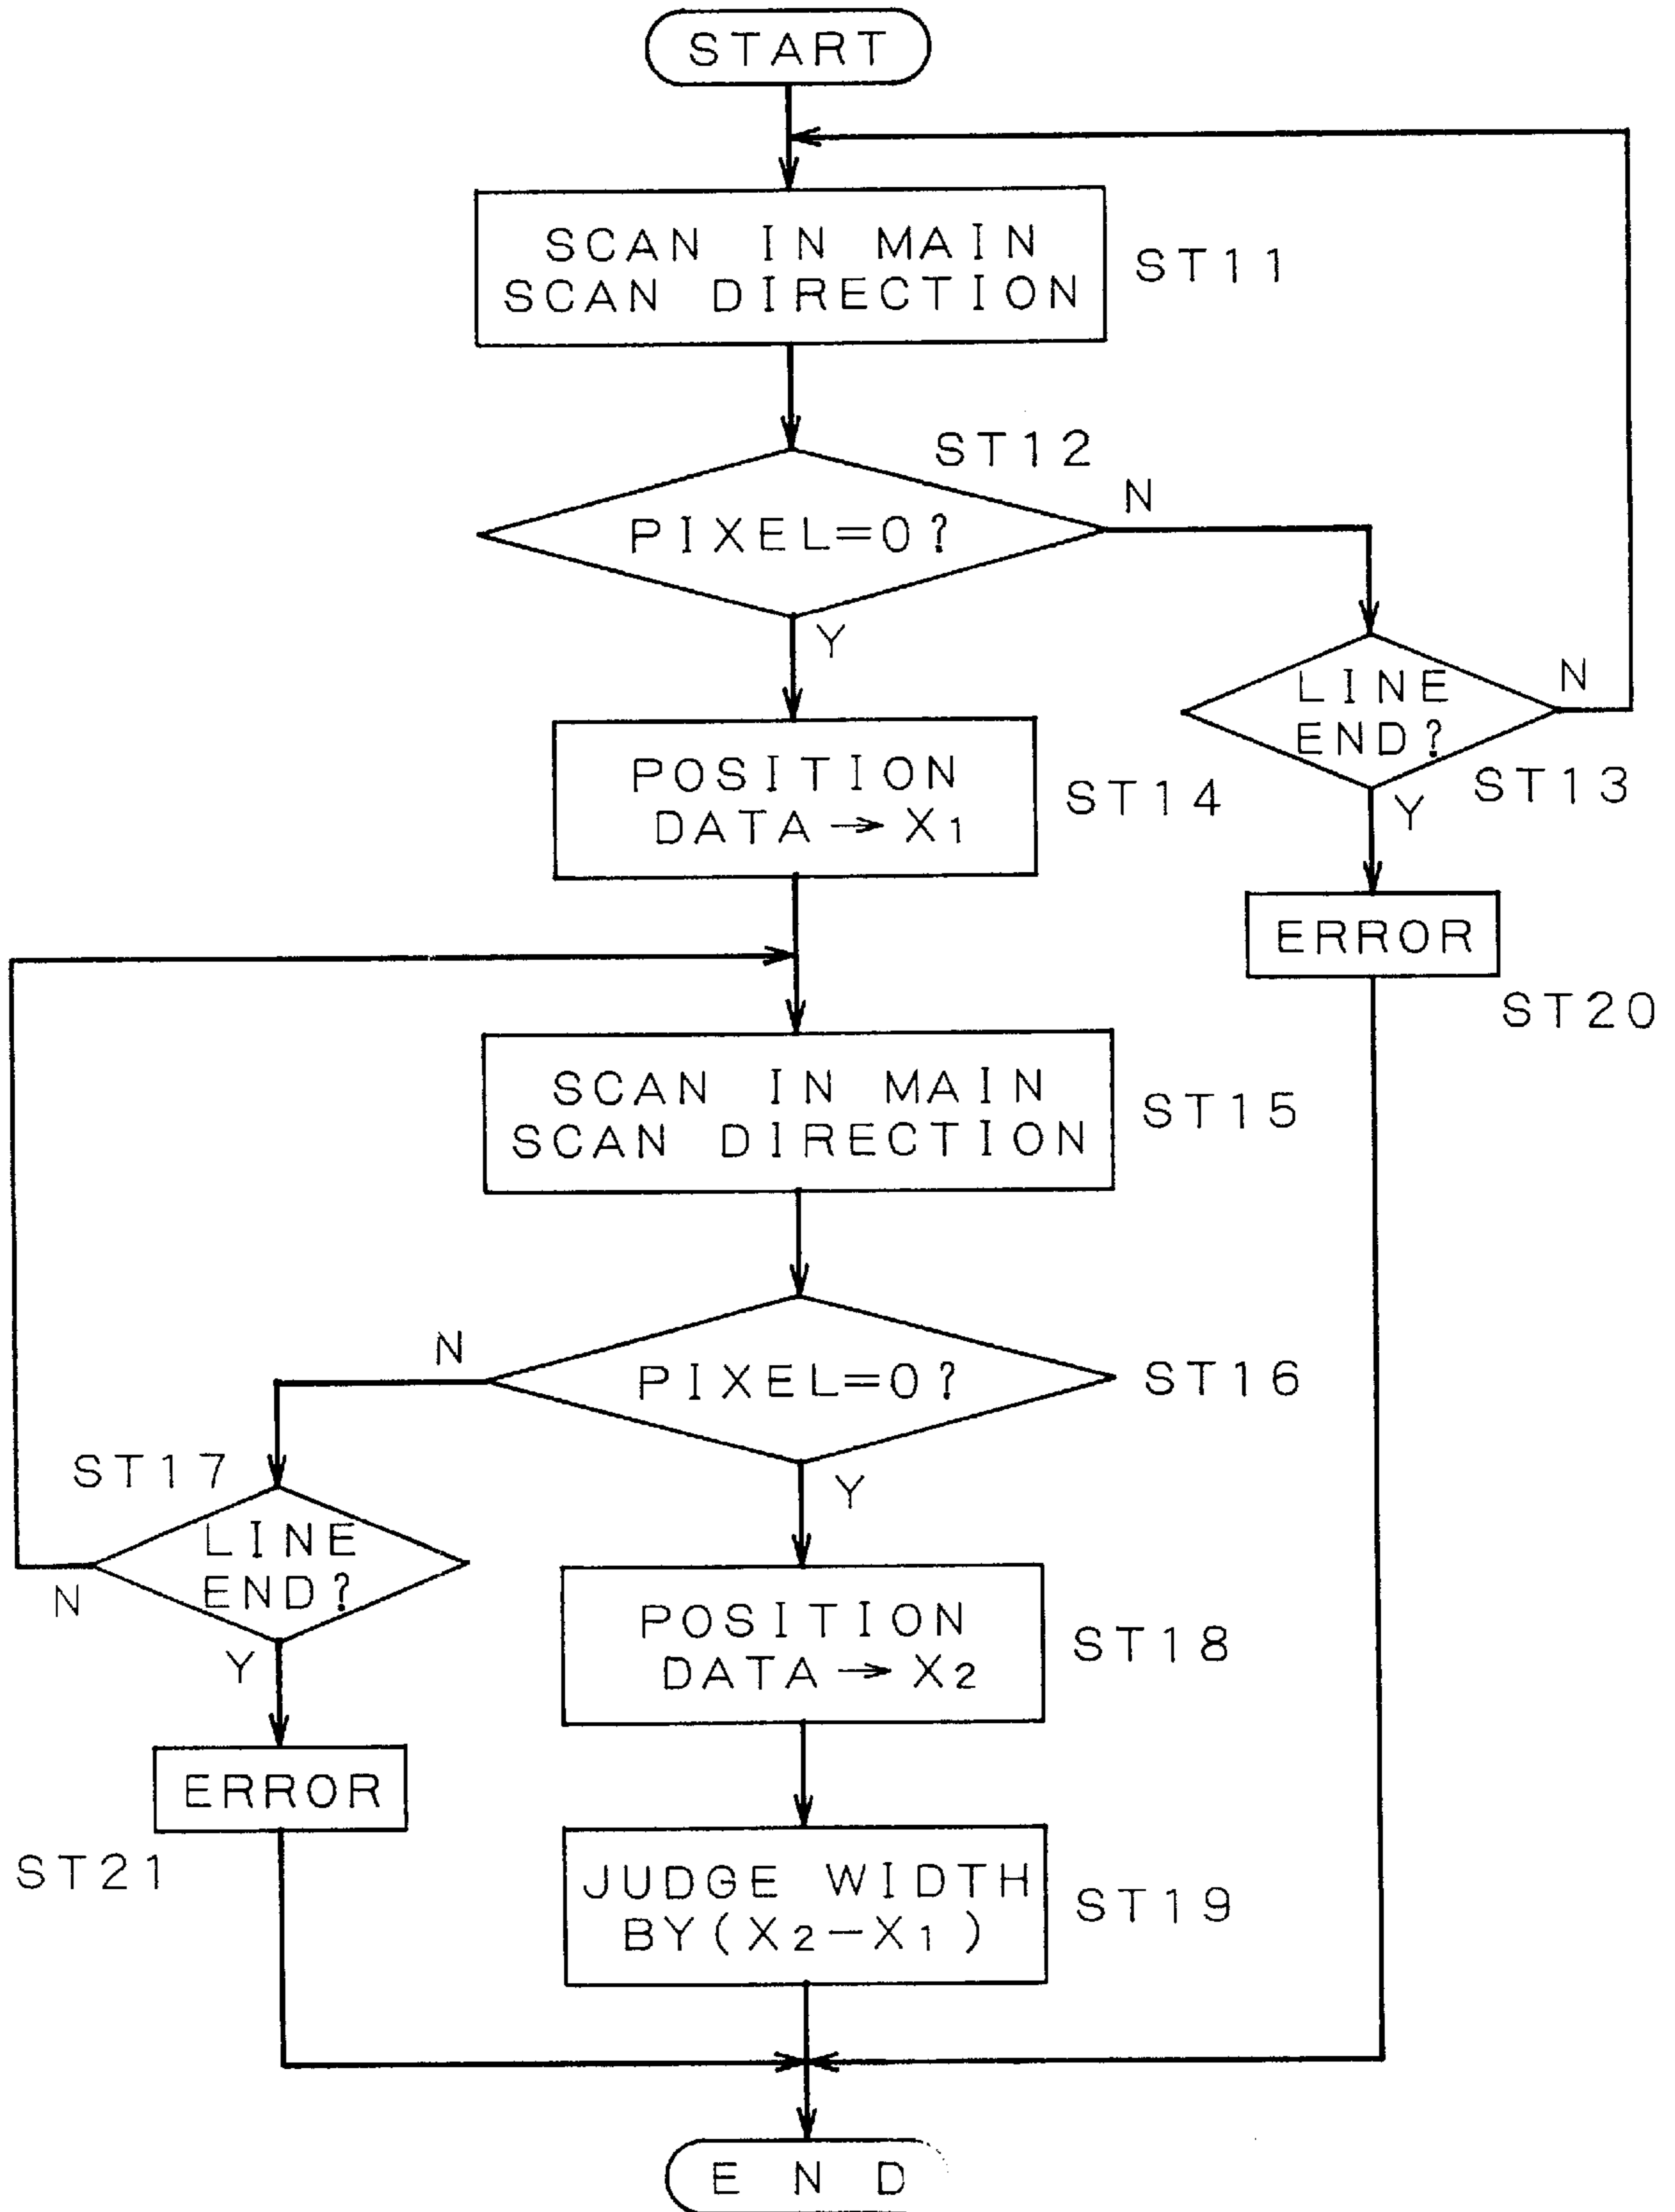 START
SCAN IN MAIN
SCAN DIRECTION
ST11
ST12
PIXEL=0?
N
Y
LINE
END?
N
ST13
Y
POSITION
DATA→X1
ST14
ERROR
ST20
SCAN IN MAIN
SCAN DIRECTION
ST15
PIXEL=0?
ST16
N
Y
ST17
LINE
END?
N
Y
POSITION
DATA→X2
ST18
ERROR
ST21
JUDGE WIDTH
BY(X2-X1)
ST19
END